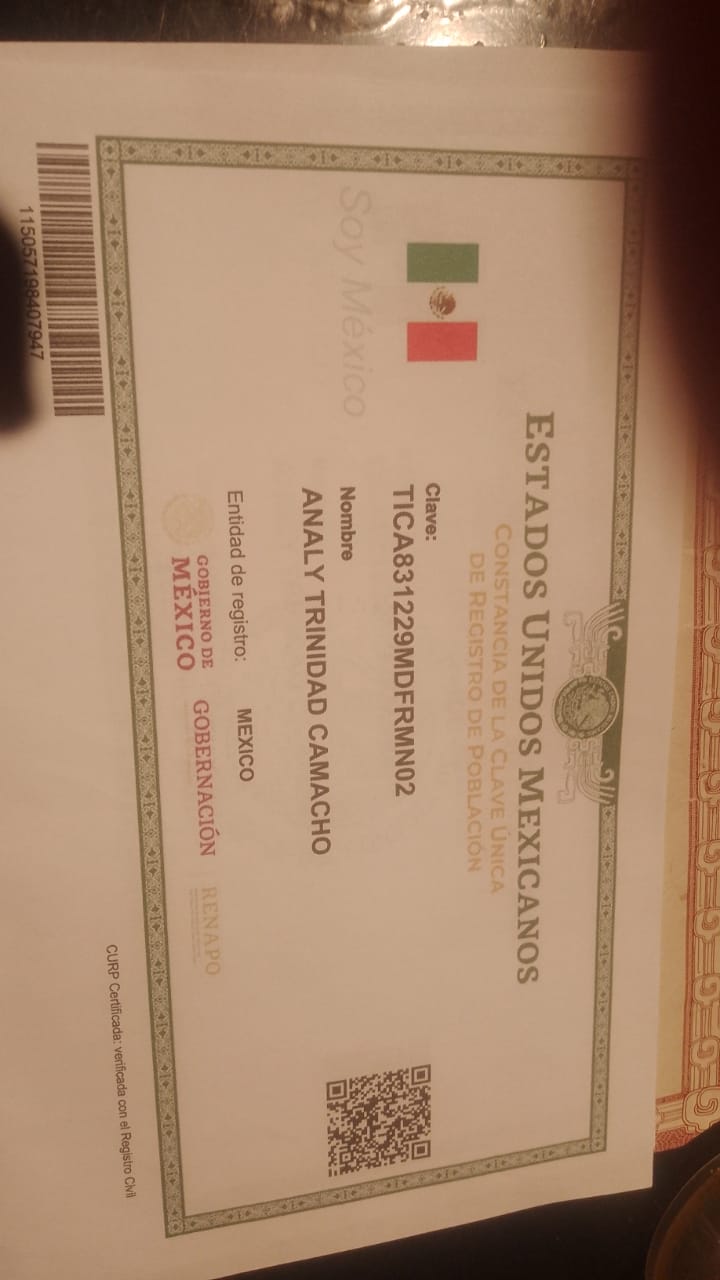 ESTADOS UNIDOS MEXICANOS
CONSTANCIA DE LA CLAVE ÚNICA
DE REGISTRO DE POBLACIÓN
Clave:
TICA831229MDFRMN02
Nombre
ANALY TRINIDAD CAMACHO
Soy México
Entidad de registro: MEXICO
GOBIERNO DE
MÉXICO
GOBERNACIÓN
RENAPO
115057198407947
CURP Certificada: verificada con el Registro Civil